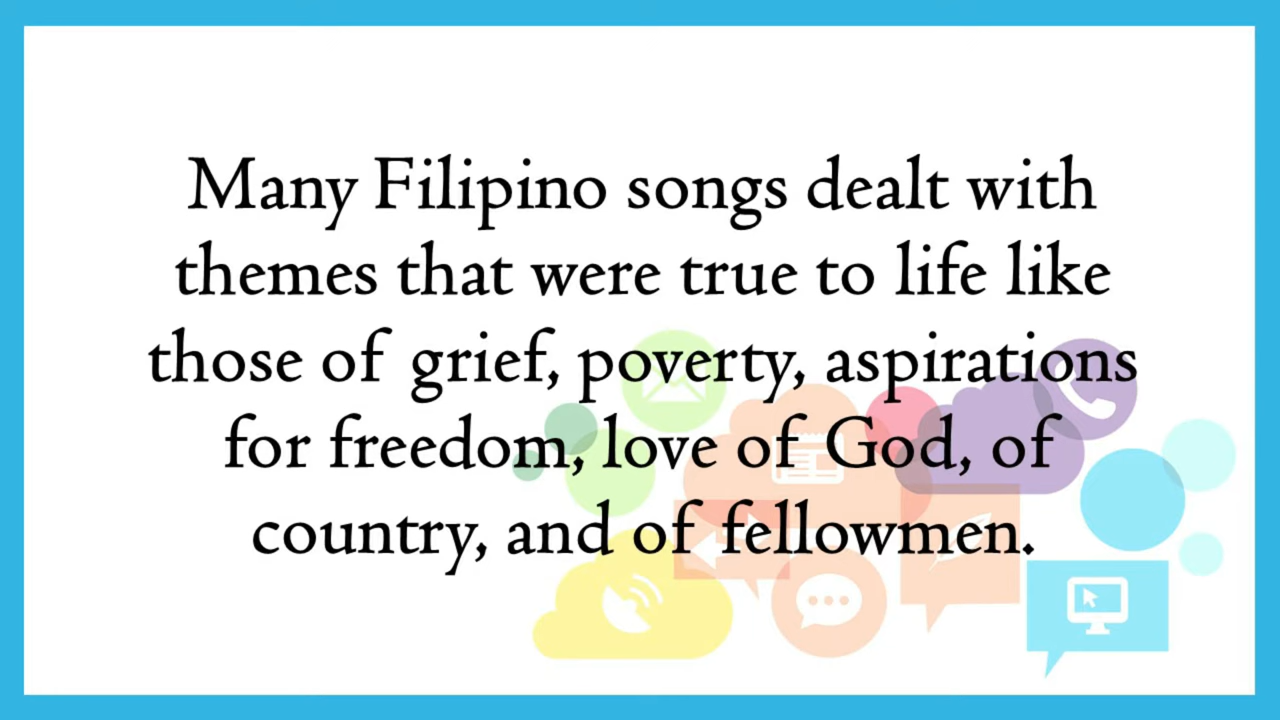 Many Filipino songs dealt with
themes that were true to life like
those of grief, poverty, aspirations
for freedom, love of God, of
country, and of fellowmen.